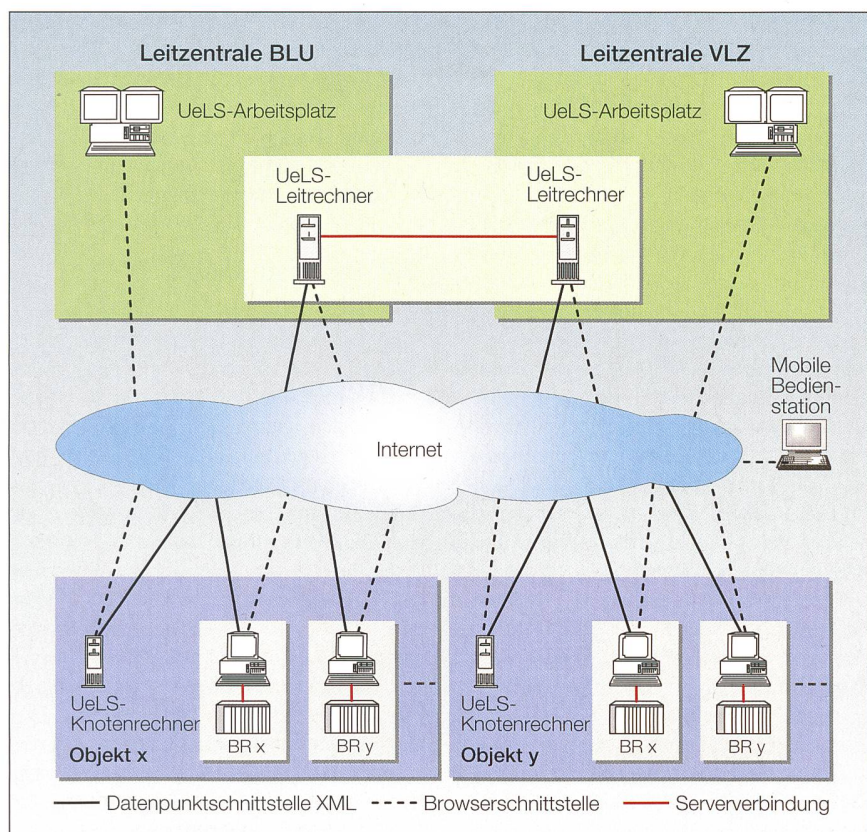 Leitzentrale BLU
Leitzentrale VLZ
UeLS-Arbeitsplatz
UeLS-Arbeitsplatz
UeLS-
Leitrechner
UeLS-
Leitrechner
Mobile
Bedien-
station
Internet
UeLS-
Knotenrechner
BR x
BR y
Objekt x
UeLS-
Knotenrechner
BR x
BR y
Objekt y
Datenpunktschnittstelle XML
Browserschnittstelle
Serververbindung